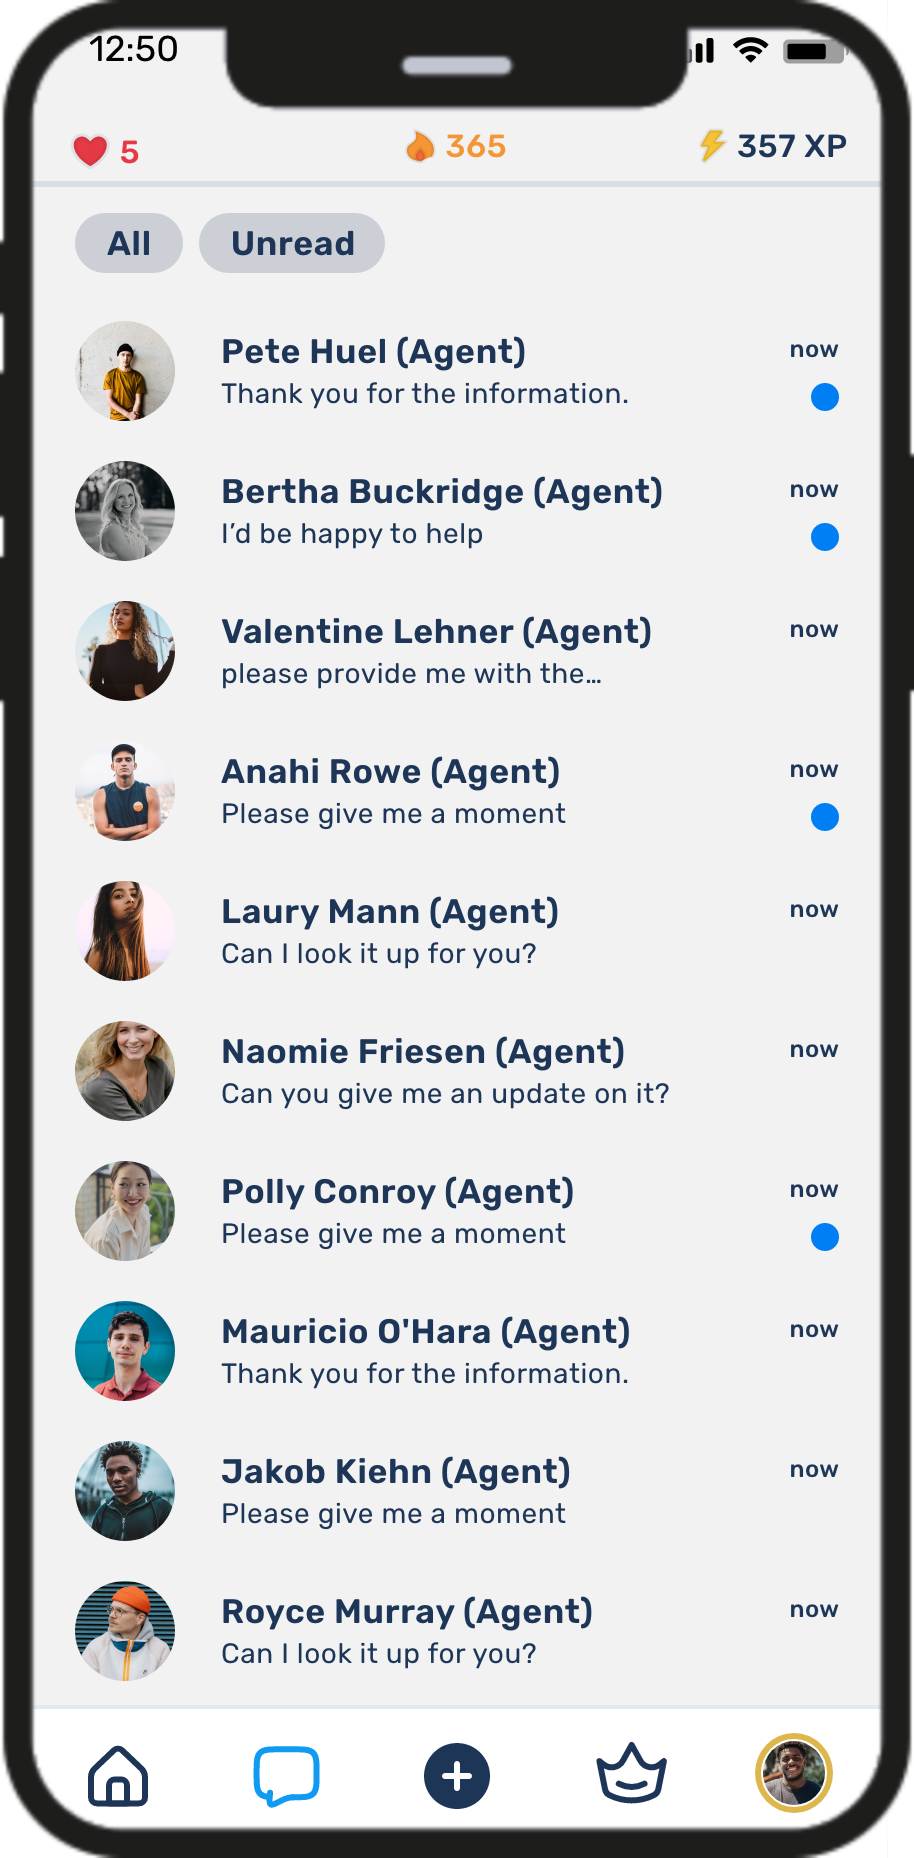 12:50
5
365
357 XP
All
Unread
Pete Huel (Agent)
now
Thank you for the information.
Bertha Buckridge (Agent)
now
I’d be happy to help
Valentine Lehner (Agent)
now
please provide me with the…
Anahi Rowe (Agent)
now
Please give me a moment
Laury Mann (Agent)
now
Can I look it up for you?
Naomie Friesen (Agent)
now
Can you give me an update on it?
Polly Conroy (Agent)
now
Please give me a moment
Mauricio O'Hara (Agent)
now
Thank you for the information.
Jakob Kiehn (Agent)
now
Please give me a moment
Royce Murray (Agent)
now
Can I look it up for you?